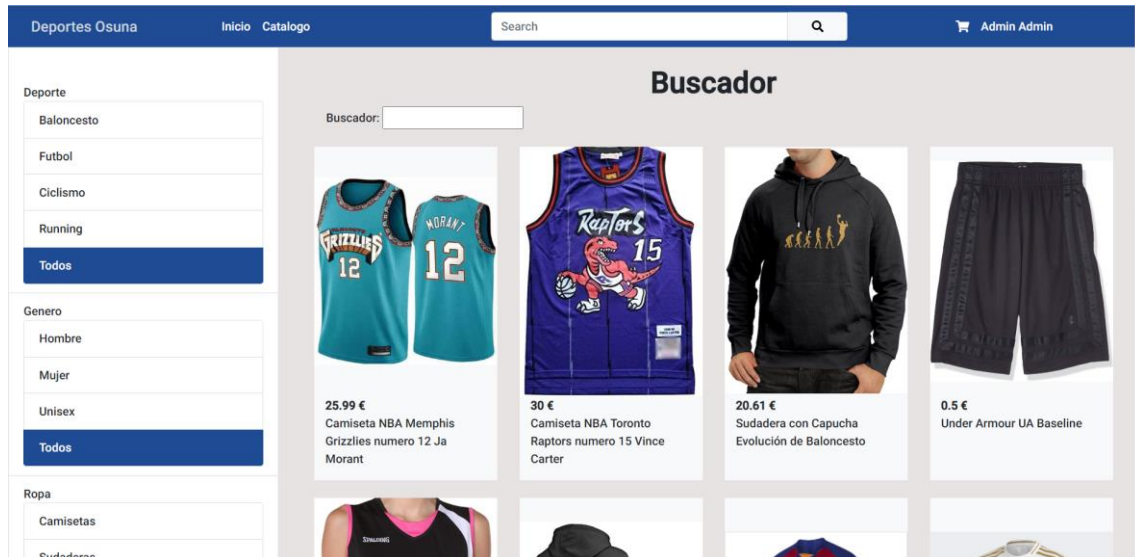 Deportes Osuna
Inicio Catalogo
Search
Admin Admin
Deporte
Baloncesto
Futbol
Ciclismo
Running
Todos
Genero
Hombre
Mujer
Unisex
Todos
Ropa
Camisetas
Sudaderas
Buscador
Buscador:
GRIZZLIES
12
MORANT
12
25.99 €
Camiseta NBA Memphis
Grizzlies numero 12 Ja
Morant
RAPTORS
15
30 €
Camiseta NBA Toronto
Raptors numero 15 Vince
Carter
20.61 €
Sudadera con Capucha
Evolución de Baloncesto
0.5 €
Under Armour UA Baseline
SPALDING